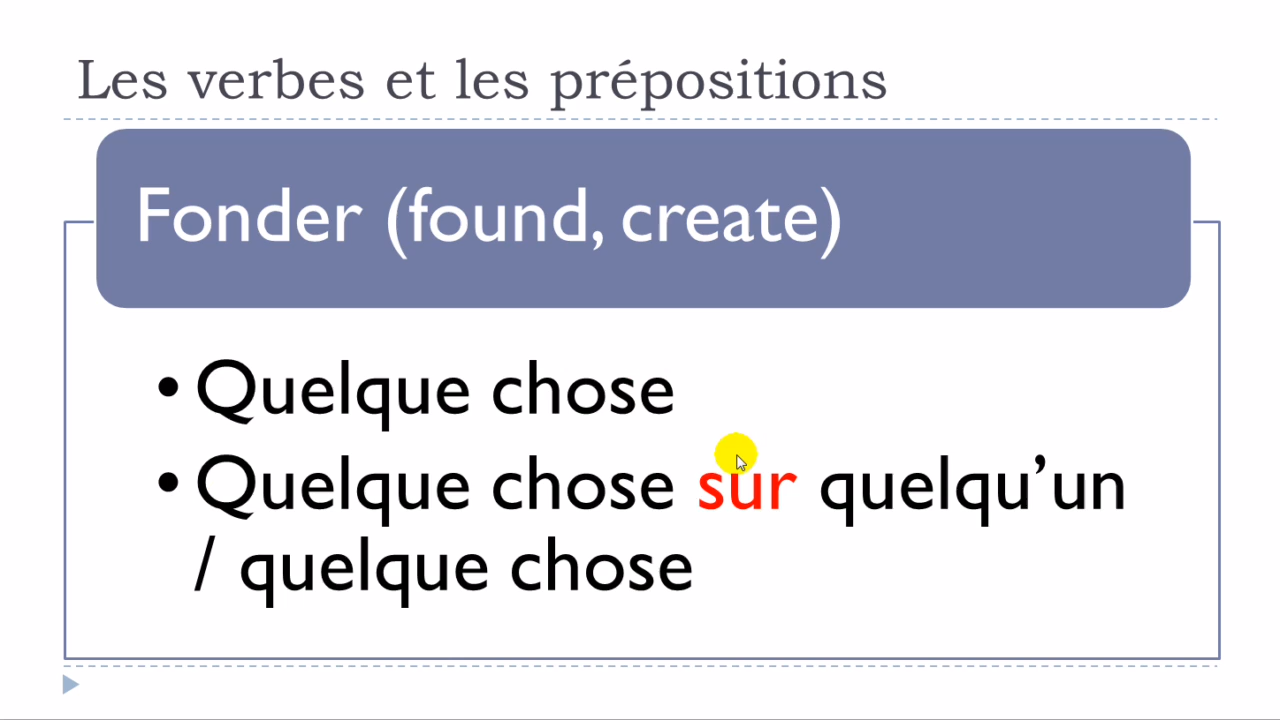 Les verbes et les prépositions
Fonder (found, create)
• Quelque chose
• Quelque chose sur quelqu’un
/ quelque chose